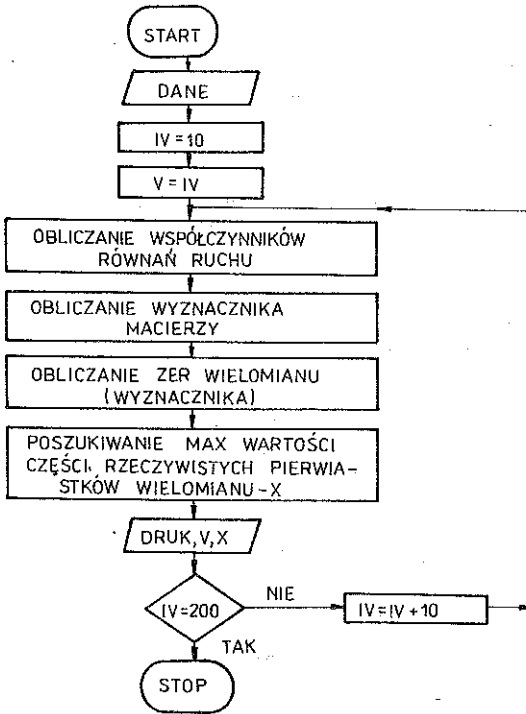 START
DANE
IV=10
V=IV
OBLICZANIE WSPÓŁCZYNNIKÓW
RÓWNAŃ RUCHU
OBLICZANIE WYZNACZNIKA
MACIERZY
OBLICZANIE ZER WIELOMIANU
(WYZNACZNIKA)
POSZUKIWANIE MAX WARTOŚCI
CZĘŚCI RZECZYWISTYCH PIERWIA-
STKÓW WIELOMIANU-X
DRUK,V,X
IV=200
NIE
IV=IV+10
TAK
STOP